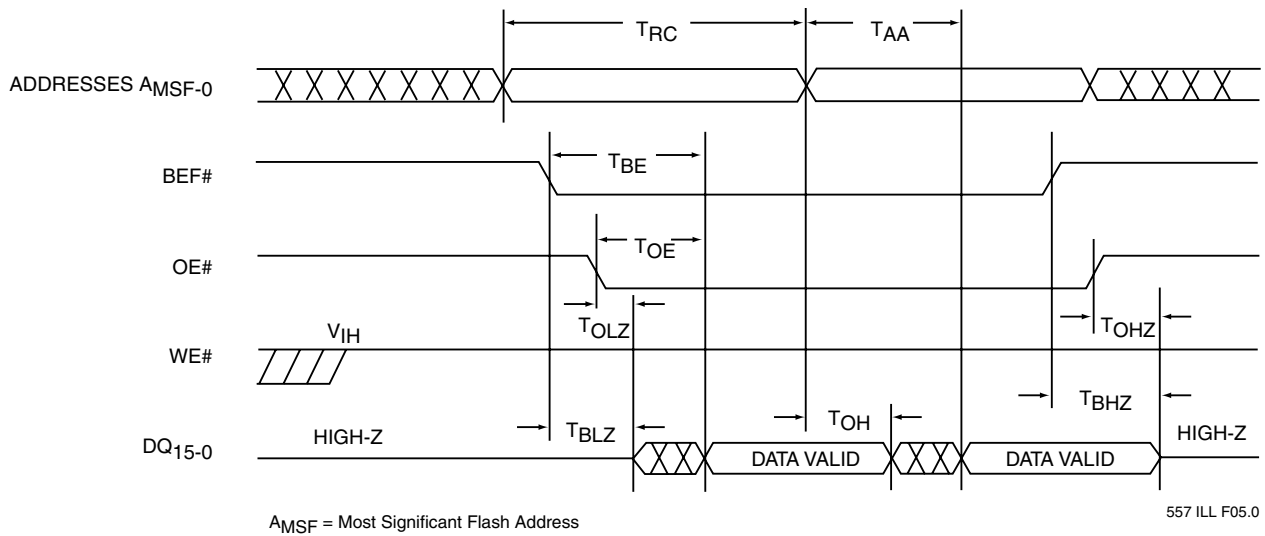 TRC TAA
ADDRESSES AMSF-0
TBE
BEF#
TOE
OE#
TOLZ TOHZ
VIH
WE#
TBHZ
TOH
HIGH-Z TBLZ HIGH-Z
DQ15-0
DATA VALID DATA VALID
AMSF = Most Significant Flash Address
557 ILL F05.0